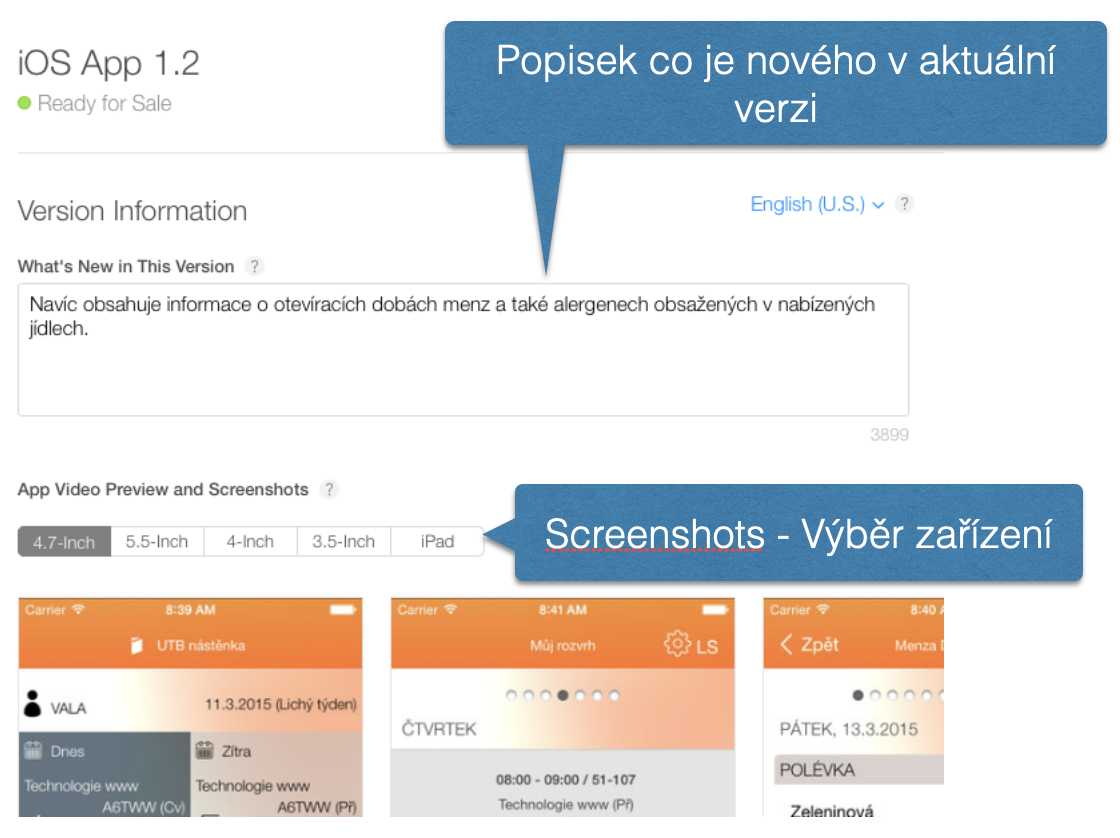 iOS App 1.2
Ready for Sale
Popisek co je nového v aktuální
verzi
Version Information
English (U.S.)
?
What's New in This Version ?
Navíc obsahuje informace o otevíracích dobách menz a také alergenech obsažených v nabízených
jídlech.
3899
App Video Preview and Screenshots ?
4.7-Inch 5.5-Inch 4-Inch 3.5-Inch iPad
Screenshots - Výběr zařízení
Carrier 8:39 AM
UTB nástěnka
VALA 11.3.2015 (Lichý týden)
Dnes Zítra
Technologie www Technologie www
A6TWW (Cv) A6TWW (Př)
Carrier 8:41 AM
Můj rozvrh LS
ČTVRTEK
08:00 - 09:00 / 51-107
Technologie www (Př)
Carrier 8:40
Zpět Menza
PÁTEK, 13.3.2015
POLÉVKA
Zeleninová